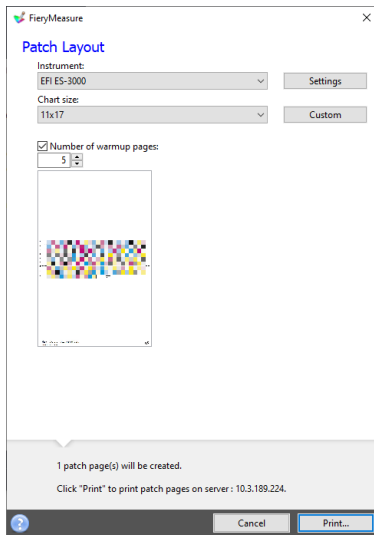 FieryMeasure
Patch Layout
Instrument:
EFI ES-3000
Settings
Chart size:
11x17
Custom
Number of warmup pages:
5
1 patch page(s) will be created.
Click "Print" to print patch pages on server : 10.3.189.224.
Cancel
Print...